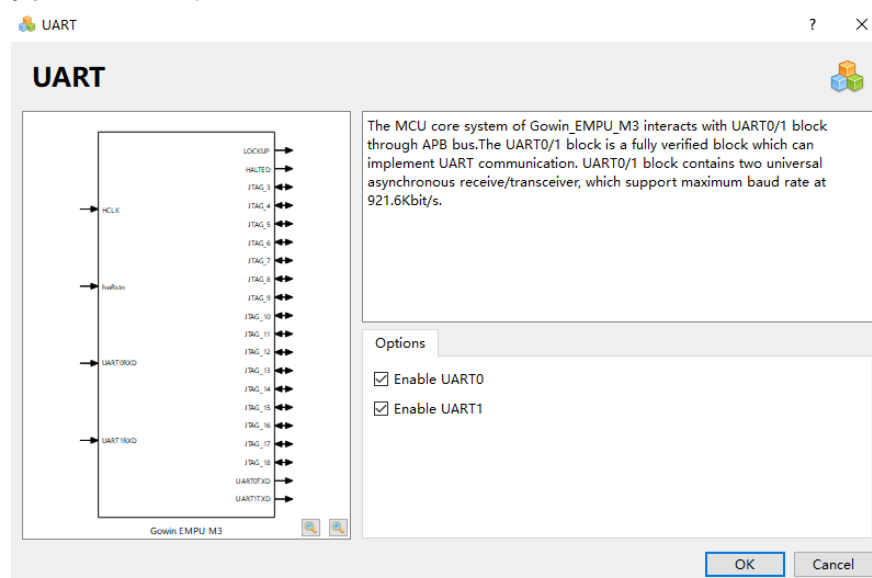 UART
?
UART
LOCKUP
HALTED
JTAG_3
HCLK
JTAG_4
JTAG_5
JTAG_6
JTAG_7
JTAG_8
hwRstn
JTAG_9
JTAG_10
JTAG_11
JTAG_12
UART0RXD
JTAG_13
JTAG_14
JTAG_15
JTAG_16
UART1RXD
JTAG_17
JTAG_18
UART0TXD
UART1TXD
Gowin EMPU M3
The MCU core system of Gowin_EMPU_M3 interacts with UART0/1 block
through APB bus.The UART0/1 block is a fully verified block which can
implement UART communication. UART0/1 block contains two universal
asynchronous receive/transceiver, which support maximum baud rate at
921.6Kbit/s.
Options
Enable UART0
Enable UART1
OK
Cancel